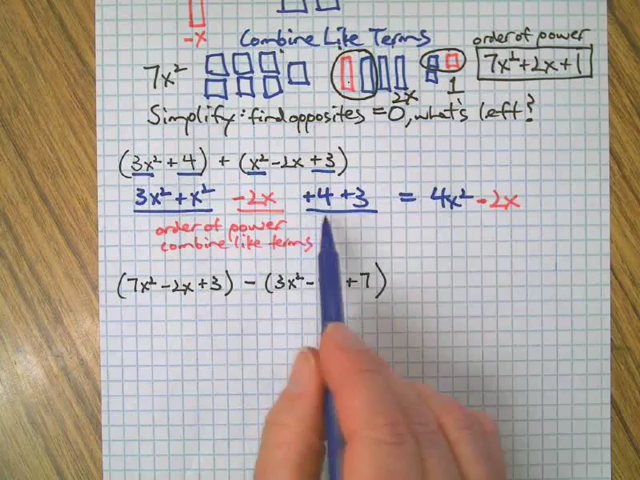 -x
Combine Like Terms
order of power
7x²
7x²+2x+1
2x
1
Simplify: find opposites = 0, what's left?
(3x² + 4) + (x² - 2x + 3)
3x² + x² - 2x + 4 + 3 = 4x² - 2x
order of power
combine like terms
(7x² - 2x + 3) - (3x² - + 7)